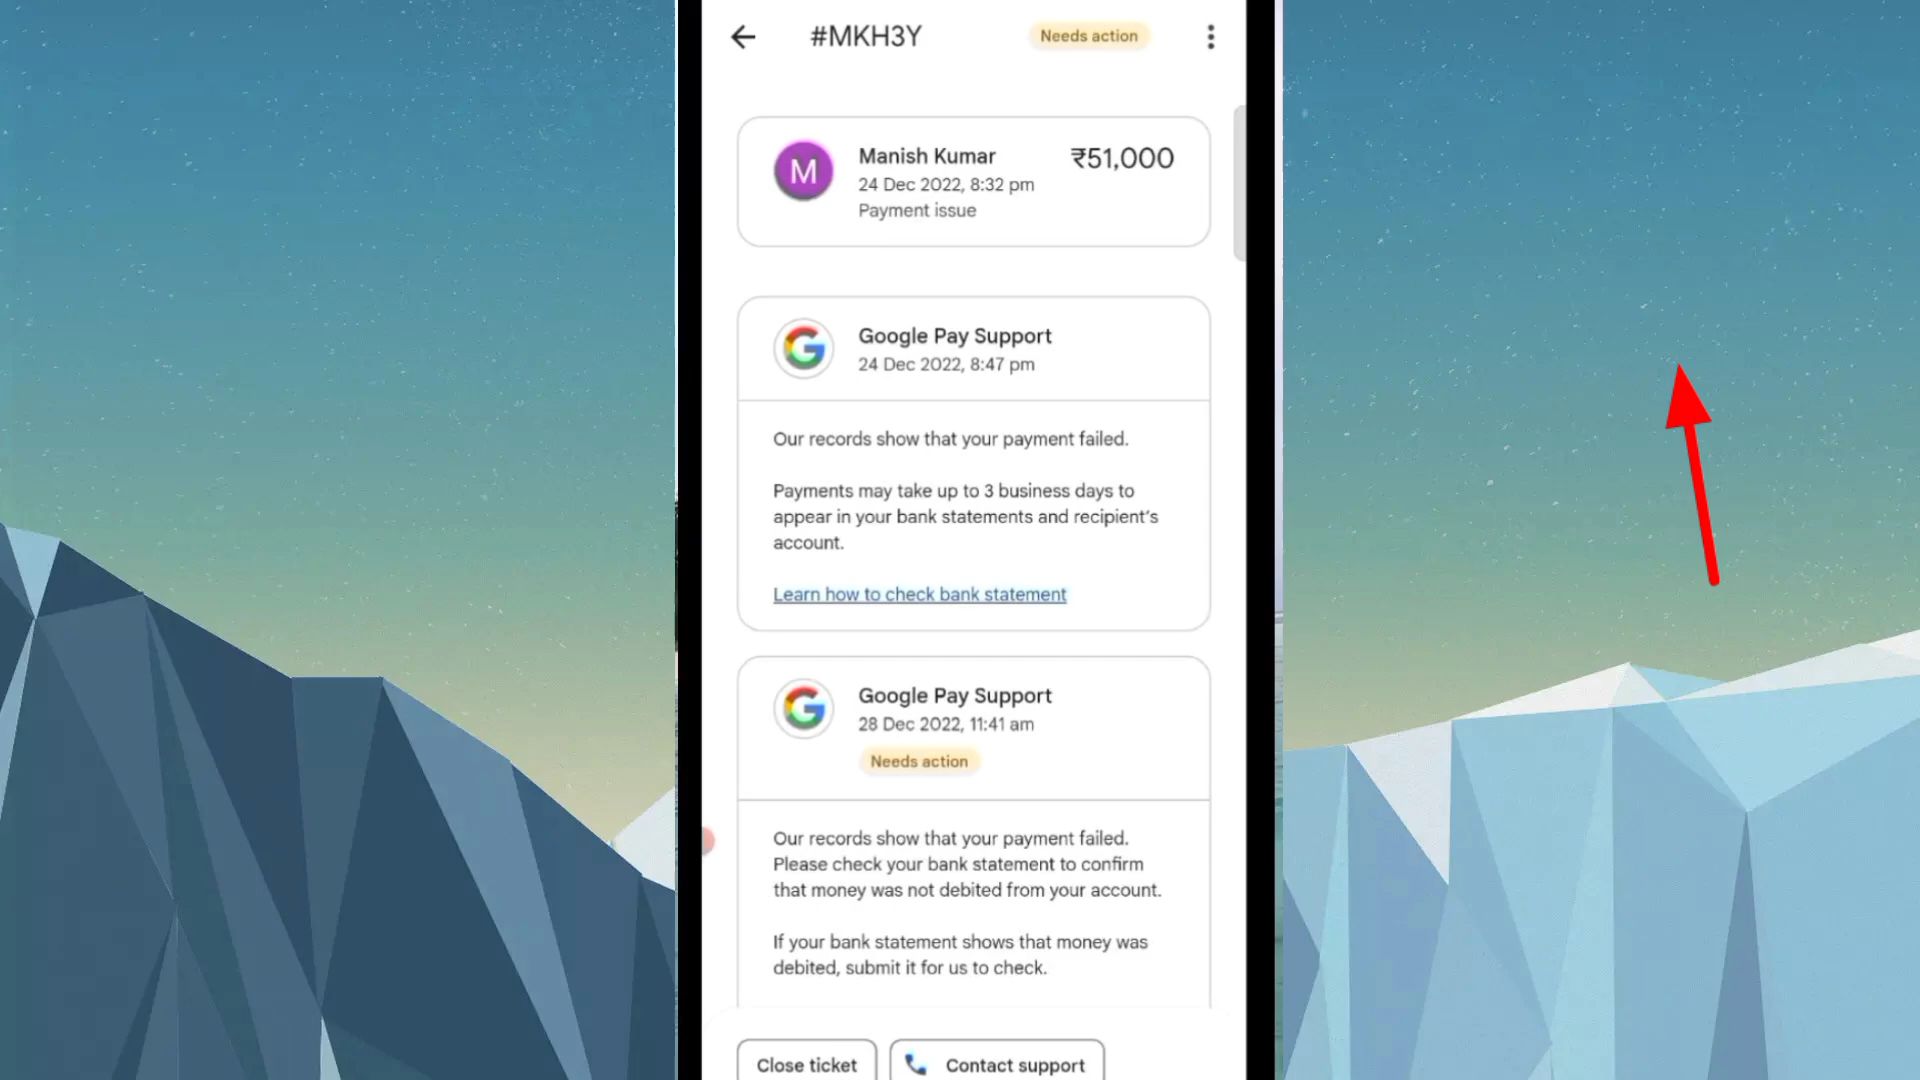 #MKH3Y
Needs action
M
Manish Kumar
₹51,000
24 Dec 2022, 8:32 pm
Payment issue
Google Pay Support
24 Dec 2022, 8:47 pm
Our records show that your payment failed.
Payments may take up to 3 business days to
appear in your bank statements and recipient's
account.
Learn how to check bank statement
Google Pay Support
28 Dec 2022, 11:41 am
Needs action
Our records show that your payment failed.
Please check your bank statement to confirm
that money was not debited from your account.
If your bank statement shows that money was
debited, submit it for us to check.
Close ticket
Contact support